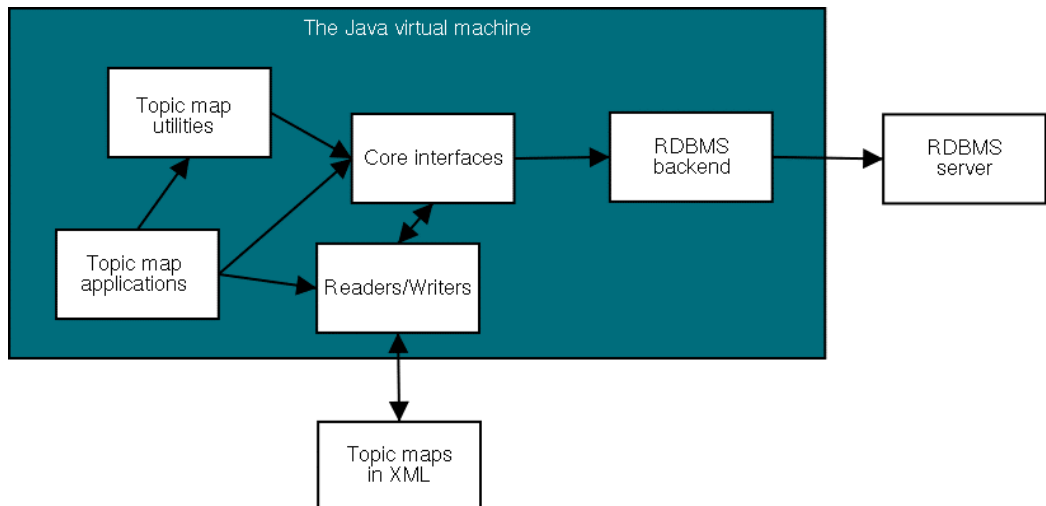 The Java virtual machine
Topic map
utilities
Core interfaces
RDBMS
backend
RDBMS
server
Topic map
applications
Readers/Writers
Topic maps
in XML